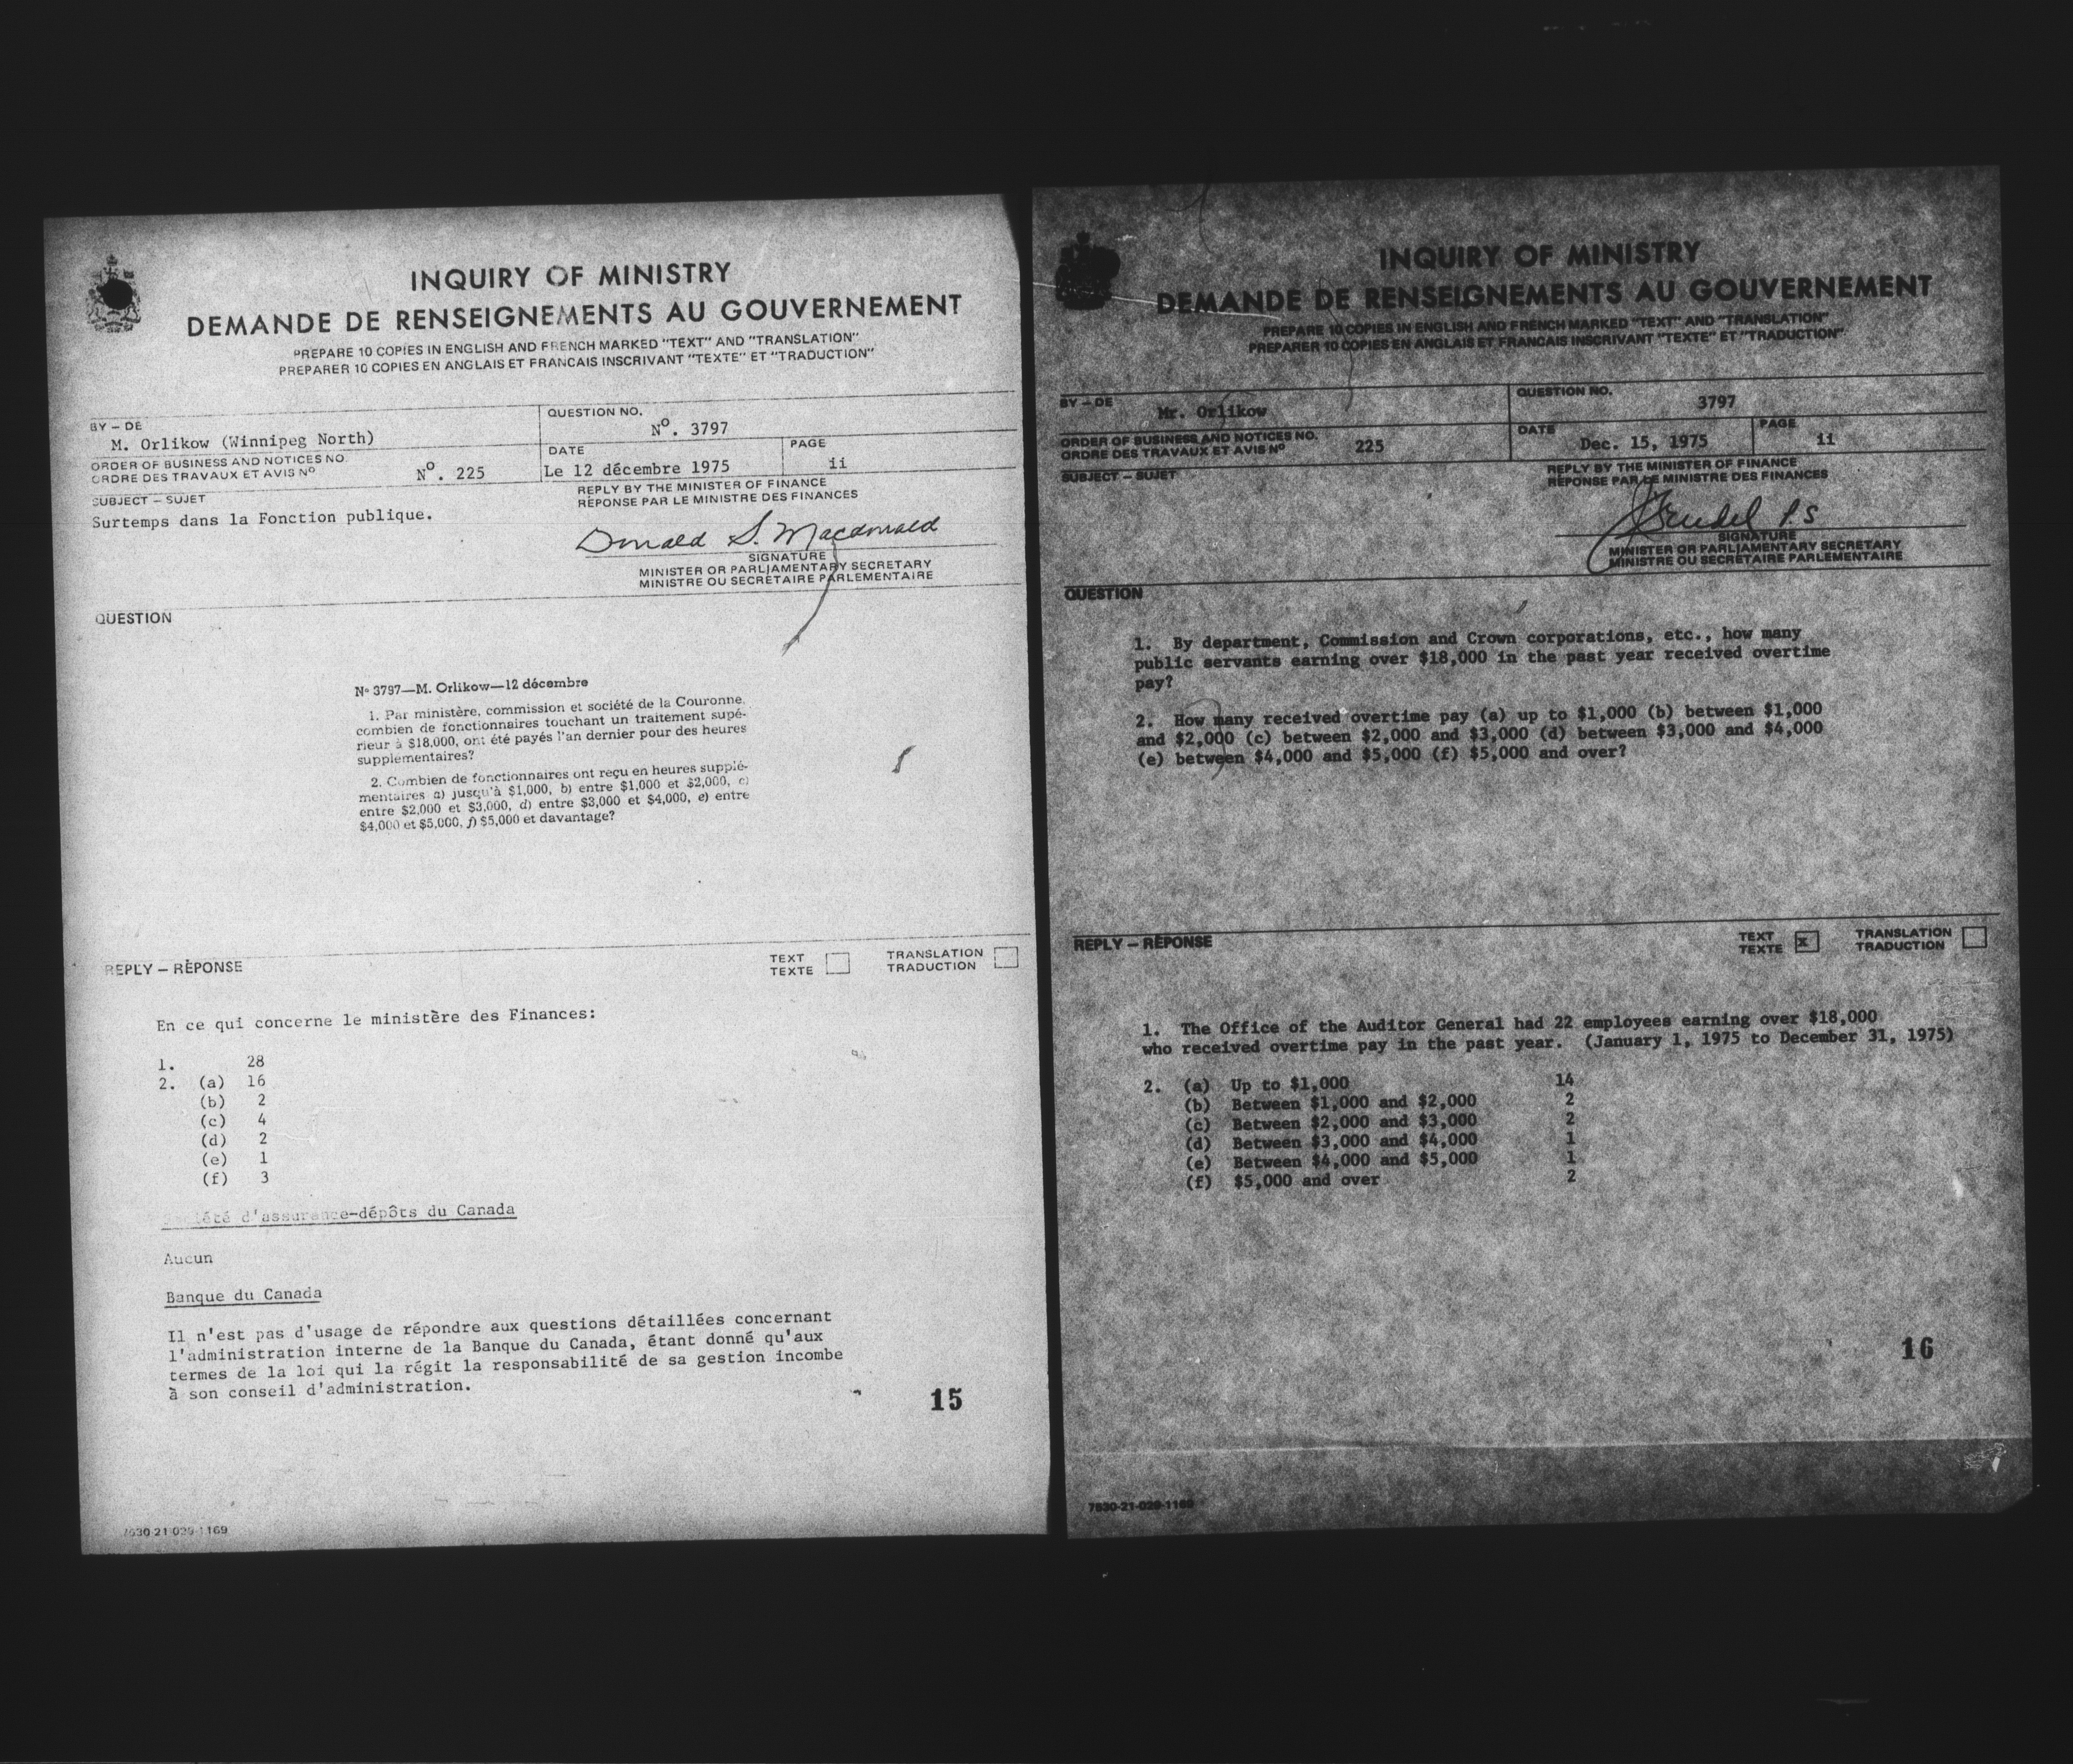 INQUIRY OF MINISTRY
DEMANDE DE RENSEIGNEMENTS AU GOUVERNEMENT
PREPARE 10 COPIES IN ENGLISH AND FRENCH MARKED "TEXT" AND "TRANSLATION"
PREPARER 10 COPIES EN ANGLAIS ET FRANCAIS INSCRIVANT "TEXTE" ET "TRADUCTION"
BY – DE
M. Orlikow (Winnipeg North)
QUESTION NO.
Nº. 3797
ORDER OF BUSINESS AND NOTICES NO.
ORDRE DES TRAVAUX ET AVIS Nº
Nº. 225
DATE
Le 12 décembre 1975
PAGE
ii
SUBJECT – SUJET
Surtemps dans la Fonction publique.
REPLY BY THE MINISTER OF FINANCE
RÉPONSE PAR LE MINISTRE DES FINANCES
Donald S. Macdonald
SIGNATURE
MINISTER OR PARLIAMENTARY SECRETARY
MINISTRE OU SECRÉTAIRE PARLEMENTAIRE
QUESTION
Nº 3797—M. Orlikow—12 décembre
1. Par ministère, commission et société de la Couronne,
combien de fonctionnaires touchant un traitement supé-
rieur à $18,000, ont été payés l'an dernier pour des heures
supplementaires?
2. Combien de fonctionnaires ont reçu en heures supplé-
mentaires a) jusqu'à $1,000, b) entre $1,000 et $2,000, c)
entre $2,000 et $3,000, d) entre $3,000 et $4,000, e) entre
$4,000 et $5,000, f) $5,000 et davantage?
REPLY – RÉPONSE
TEXT
TEXTE
TRANSLATION
TRADUCTION
En ce qui concerne le ministère des Finances:
1. 28
2. (a) 16
(b) 2
(c) 4
(d) 2
(e) 1
(f) 3
Société d'assurance-dépôts du Canada
Aucun
Banque du Canada
Il n'est pas d'usage de répondre aux questions détaillées concernant
l'administration interne de la Banque du Canada, étant donné qu'aux
termes de la loi qui la régit la responsabilité de sa gestion incombe
à son conseil d'administration.
15
7530-21-029-1169
INQUIRY OF MINISTRY
DEMANDE DE RENSEIGNEMENTS AU GOUVERNEMENT
PREPARE 10 COPIES IN ENGLISH AND FRENCH MARKED "TEXT" AND "TRANSLATION"
PREPARER 10 COPIES EN ANGLAIS ET FRANCAIS INSCRIVANT "TEXTE" ET "TRADUCTION"
BY – DE
Mr. Orlikow
QUESTION NO.
3797
ORDER OF BUSINESS AND NOTICES NO.
ORDRE DES TRAVAUX ET AVIS Nº
225
DATE
Dec. 15, 1975
PAGE
ii
SUBJECT – SUJET
REPLY BY THE MINISTER OF FINANCE
RÉPONSE PAR LE MINISTRE DES FINANCES
P.S
SIGNATURE
MINISTER OR PARLIAMENTARY SECRETARY
MINISTRE OU SECRÉTAIRE PARLEMENTAIRE
QUESTION
1. By department, Commission and Crown corporations, etc., how many
public servants earning over $18,000 in the past year received overtime
pay?
2. How many received overtime pay (a) up to $1,000 (b) between $1,000
and $2,000 (c) between $2,000 and $3,000 (d) between $3,000 and $4,000
(e) between $4,000 and $5,000 (f) $5,000 and over?
REPLY – RÉPONSE
TEXT
TEXTE
x
TRANSLATION
TRADUCTION
1. The Office of the Auditor General had 22 employees earning over $18,000
who received overtime pay in the past year. (January 1, 1975 to December 31, 1975)
2. (a) Up to $1,000 14
(b) Between $1,000 and $2,000 2
(c) Between $2,000 and $3,000 2
(d) Between $3,000 and $4,000 1
(e) Between $4,000 and $5,000 1
(f) $5,000 and over 2
16
7530-21-029-1169